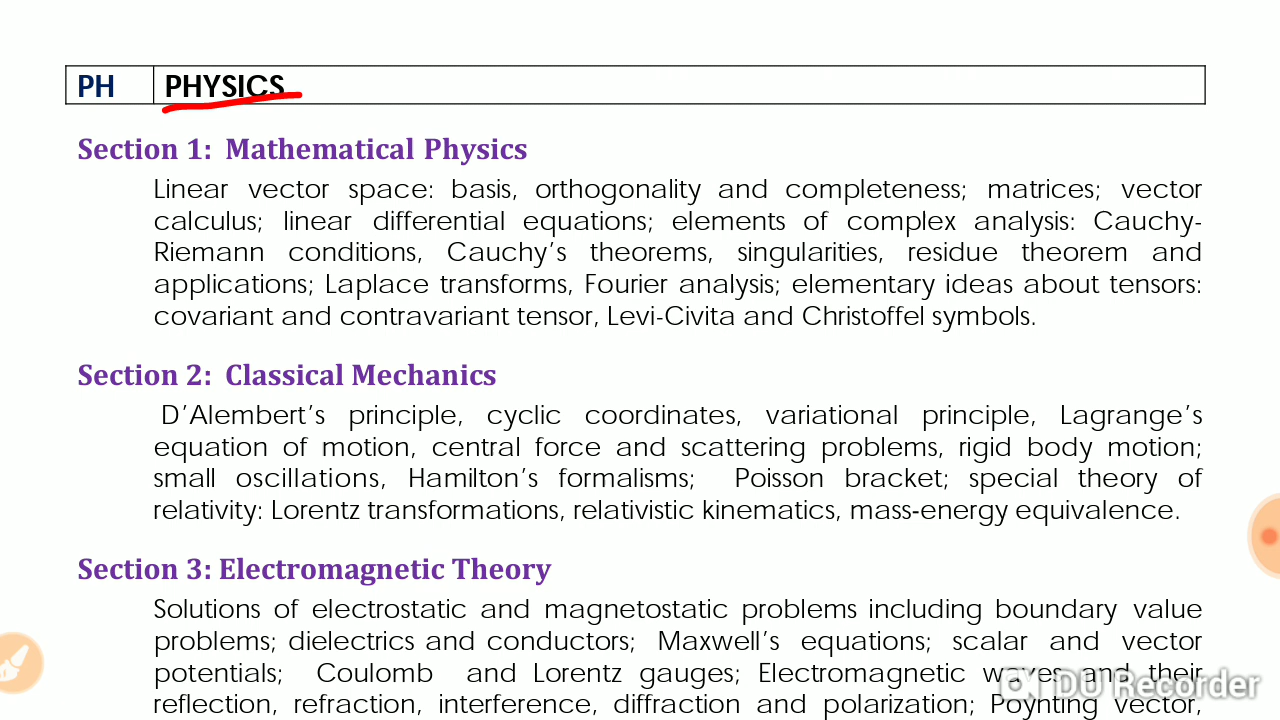 PH PHYSICS
Section 1: Mathematical Physics
Linear vector space: basis, orthogonality and completeness; matrices; vector
calculus; linear differential equations; elements of complex analysis: Cauchy-
Riemann conditions, Cauchy’s theorems, singularities, residue theorem and
applications; Laplace transforms, Fourier analysis; elementary ideas about tensors:
covariant and contravariant tensor, Levi-Civita and Christoffel symbols.
Section 2: Classical Mechanics
D’Alembert’s principle, cyclic coordinates, variational principle, Lagrange’s
equation of motion, central force and scattering problems, rigid body motion;
small oscillations, Hamilton’s formalisms; Poisson bracket; special theory of
relativity: Lorentz transformations, relativistic kinematics, mass-energy equivalence.
Section 3: Electromagnetic Theory
Solutions of electrostatic and magnetostatic problems including boundary value
problems; dielectrics and conductors; Maxwell’s equations; scalar and vector
potentials; Coulomb and Lorentz gauges; Electromagnetic waves and their
reflection, refraction, interference, diffraction and polarization; Poynting vector,
DU Recorder